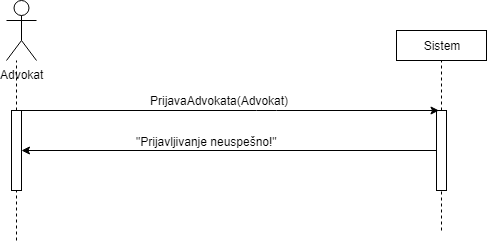 Sistem
Advokat
PrijavaAdvokata(Advokat)
"Prijavljivanje neuspešno!"